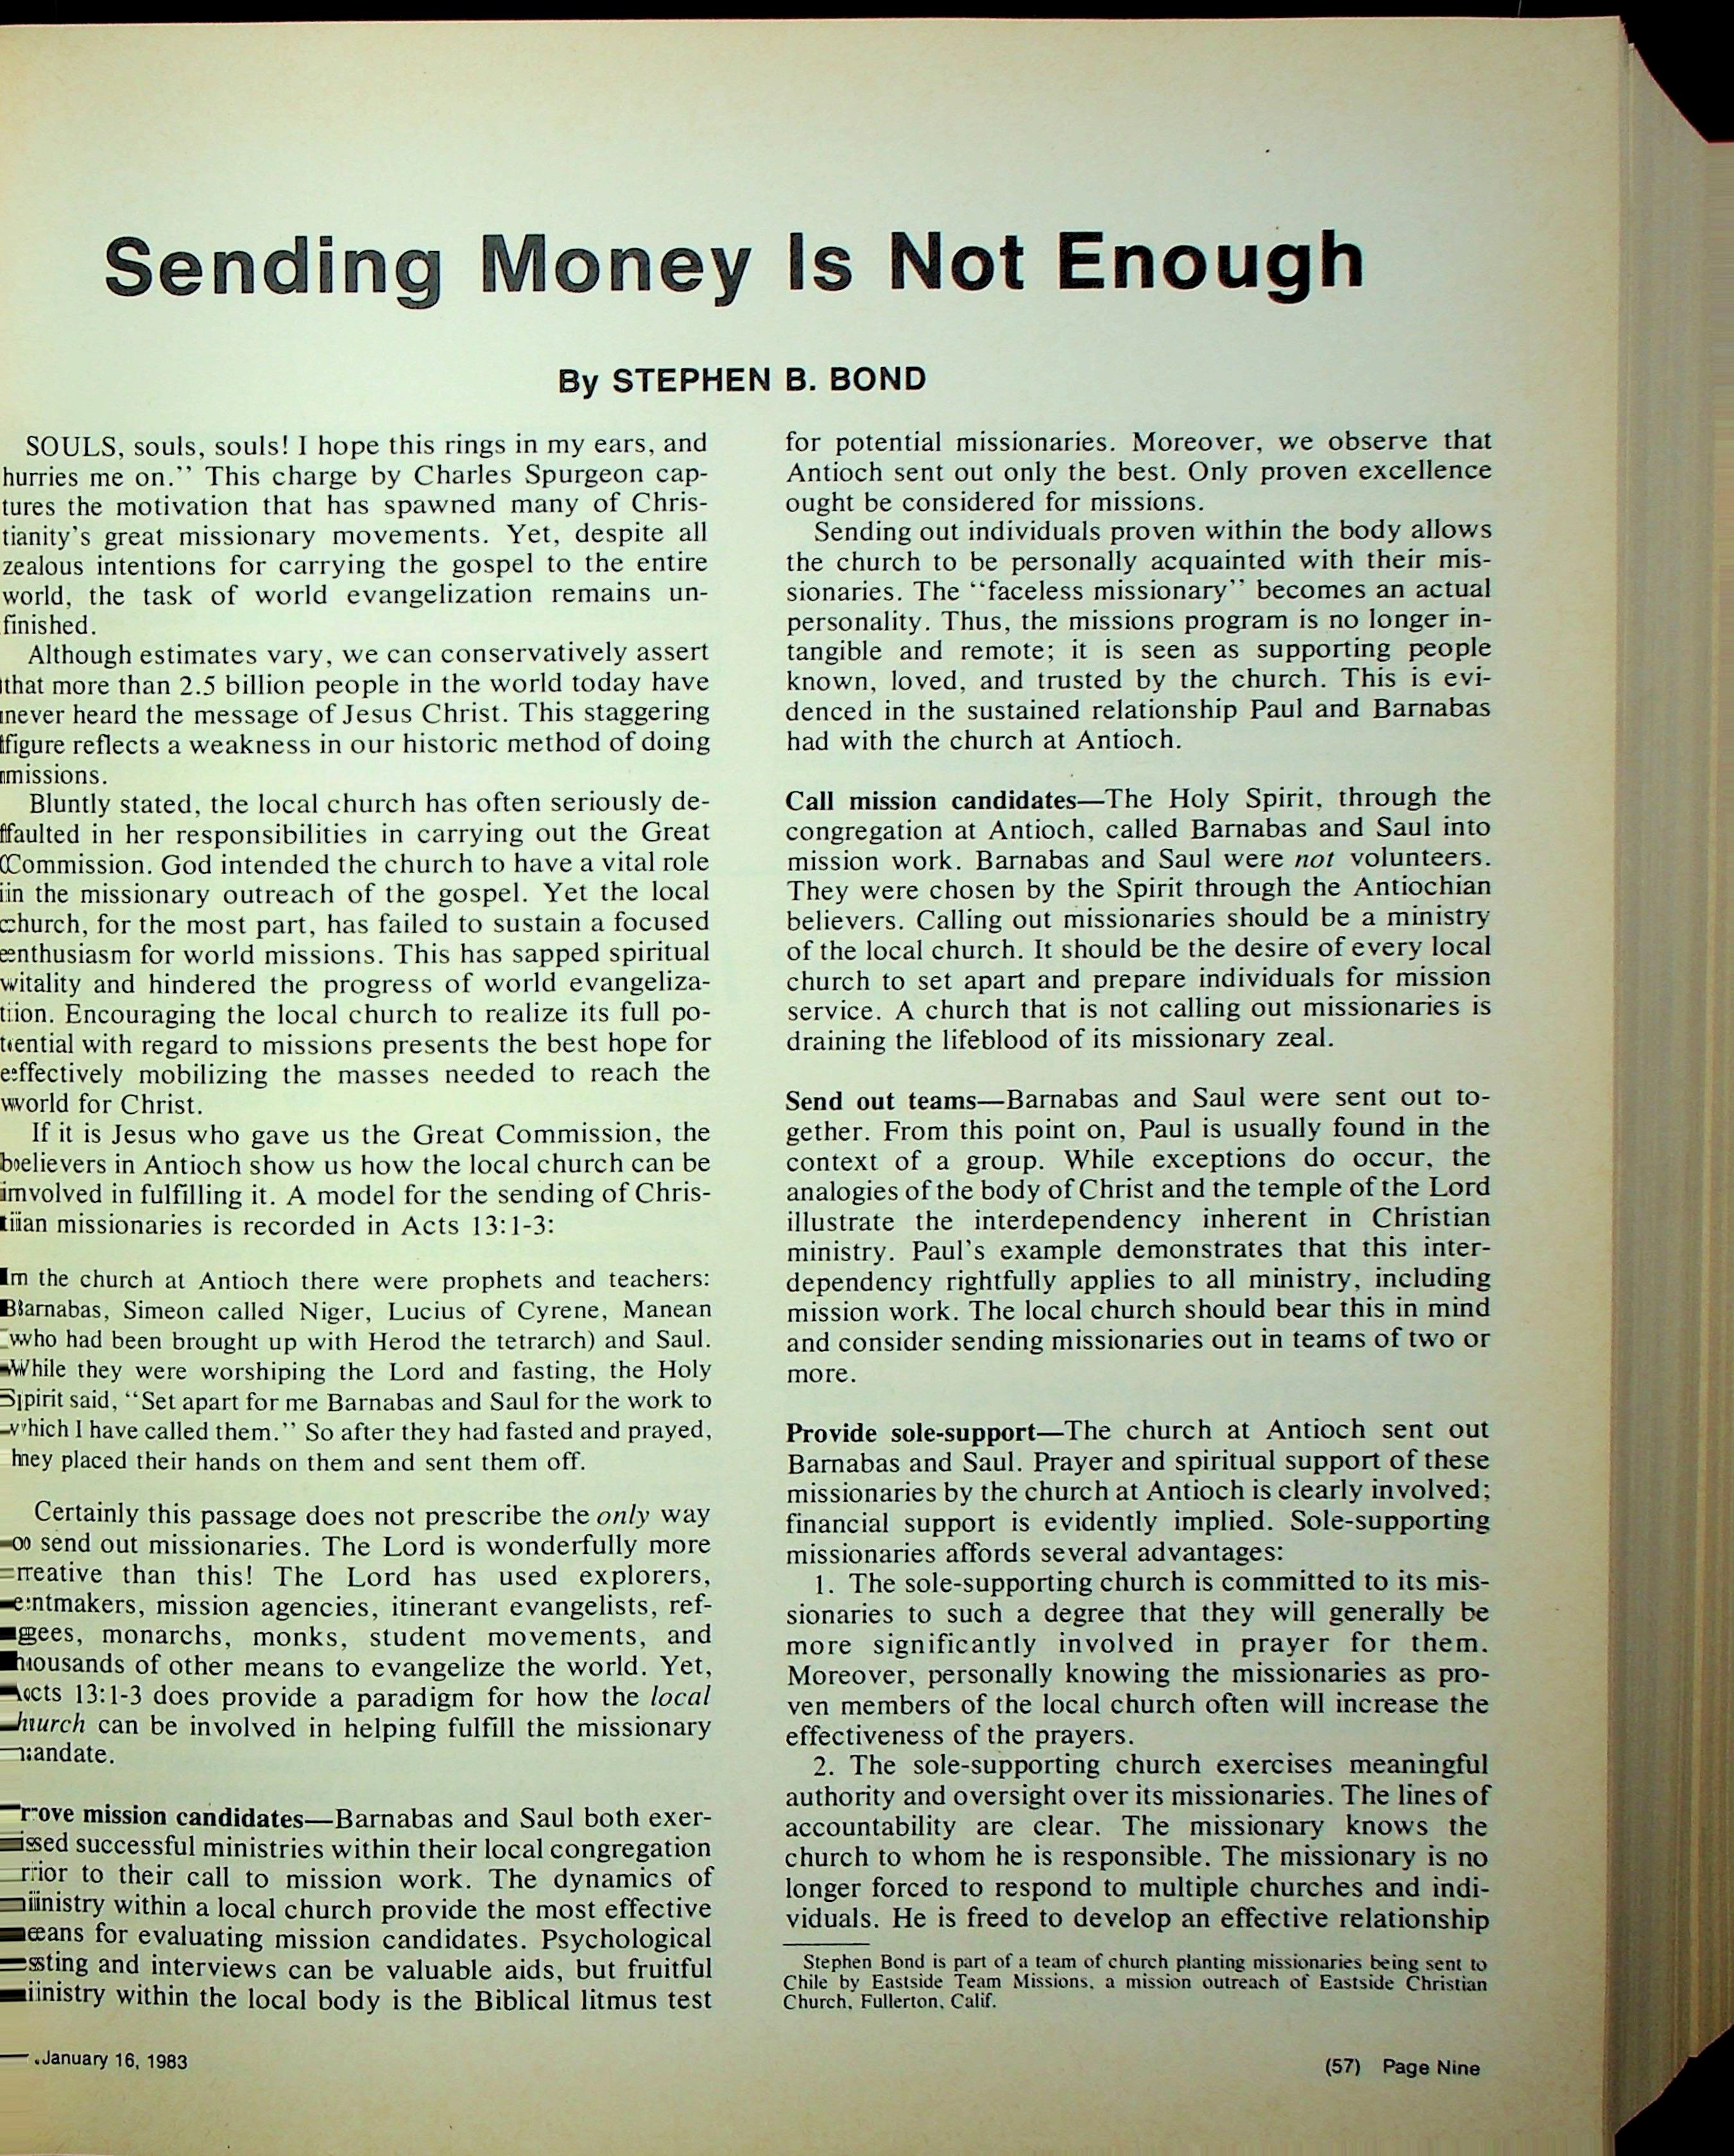 Sending Money Is Not Enough
By STEPHEN B. BOND
SOULS, souls, souls! I hope this rings in my ears, and
hurries me on.” This charge by Charles Spurgeon cap-
tures the motivation that has spawned many of Chris-
tianity's great missionary movements. Yet, despite all
zealous intentions for carrying the gospel to the entire
world, the task of world evangelization remains un-
finished.
Although estimates vary, we can conservatively assert
that more than 2.5 billion people in the world today have
never heard the message of Jesus Christ. This staggering
figure reflects a weakness in our historic method of doing
missions.
Bluntly stated, the local church has often seriously de-
faulted in her responsibilities in carrying out the Great
Commission. God intended the church to have a vital role
in the missionary outreach of the gospel. Yet the local
church, for the most part, has failed to sustain a focused
enthusiasm for world missions. This has sapped spiritual
vitality and hindered the progress of world evangeliza-
tion. Encouraging the local church to realize its full po-
tential with regard to missions presents the best hope for
effectively mobilizing the masses needed to reach the
world for Christ.
If it is Jesus who gave us the Great Commission, the
believers in Antioch show us how the local church can be
involved in fulfilling it. A model for the sending of Chris-
tian missionaries is recorded in Acts 13:1-3:
In the church at Antioch there were prophets and teachers:
Barnabas, Simeon called Niger, Lucius of Cyrene, Manean
who had been brought up with Herod the tetrarch) and Saul.
While they were worshiping the Lord and fasting, the Holy
Spirit said, “Set apart for me Barnabas and Saul for the work to
which I have called them.” So after they had fasted and prayed,
hey placed their hands on them and sent them off.
Certainly this passage does not prescribe the only way
to send out missionaries. The Lord is wonderfully more
creative than this! The Lord has used explorers,
tentmakers, mission agencies, itinerant evangelists, ref-
ugees, monarchs, monks, student movements, and
thousands of other means to evangelize the world. Yet,
Acts 13:1-3 does provide a paradigm for how the local
church can be involved in helping fulfill the missionary
mandate.
Prove mission candidates—Barnabas and Saul both exer-
cised successful ministries within their local congregation
prior to their call to mission work. The dynamics of
ministry within a local church provide the most effective
means for evaluating mission candidates. Psychological
testing and interviews can be valuable aids, but fruitful
ministry within the local body is the Biblical litmus test
for potential missionaries. Moreover, we observe that
Antioch sent out only the best. Only proven excellence
ought be considered for missions.
Sending out individuals proven within the body allows
the church to be personally acquainted with their mis-
sionaries. The “faceless missionary” becomes an actual
personality. Thus, the missions program is no longer in-
tangible and remote; it is seen as supporting people
known, loved, and trusted by the church. This is evi-
denced in the sustained relationship Paul and Barnabas
had with the church at Antioch.
Call mission candidates—The Holy Spirit, through the
congregation at Antioch, called Barnabas and Saul into
mission work. Barnabas and Saul were not volunteers.
They were chosen by the Spirit through the Antiochian
believers. Calling out missionaries should be a ministry
of the local church. It should be the desire of every local
church to set apart and prepare individuals for mission
service. A church that is not calling out missionaries is
draining the lifeblood of its missionary zeal.
Send out teams—Barnabas and Saul were sent out to-
gether. From this point on, Paul is usually found in the
context of a group. While exceptions do occur, the
analogies of the body of Christ and the temple of the Lord
illustrate the interdependency inherent in Christian
ministry. Paul's example demonstrates that this inter-
dependency rightfully applies to all ministry, including
mission work. The local church should bear this in mind
and consider sending missionaries out in teams of two or
more.
Provide sole-support—The church at Antioch sent out
Barnabas and Saul. Prayer and spiritual support of these
missionaries by the church at Antioch is clearly involved;
financial support is evidently implied. Sole-supporting
missionaries affords several advantages:
1. The sole-supporting church is committed to its mis-
sionaries to such a degree that they will generally be
more significantly involved in prayer for them.
Moreover, personally knowing the missionaries as pro-
ven members of the local church often will increase the
effectiveness of the prayers.
2. The sole-supporting church exercises meaningful
authority and oversight over its missionaries. The lines of
accountability are clear. The missionary knows the
church to whom he is responsible. The missionary is no
longer forced to respond to multiple churches and indi-
viduals. He is freed to develop an effective relationship
Stephen Bond is part of a team of church planting missionaries being sent to
Chile by Eastside Team Missions, a mission outreach of Eastside Christian
Church, Fullerton, Calif.
January 16, 1983
(57) Page Nine